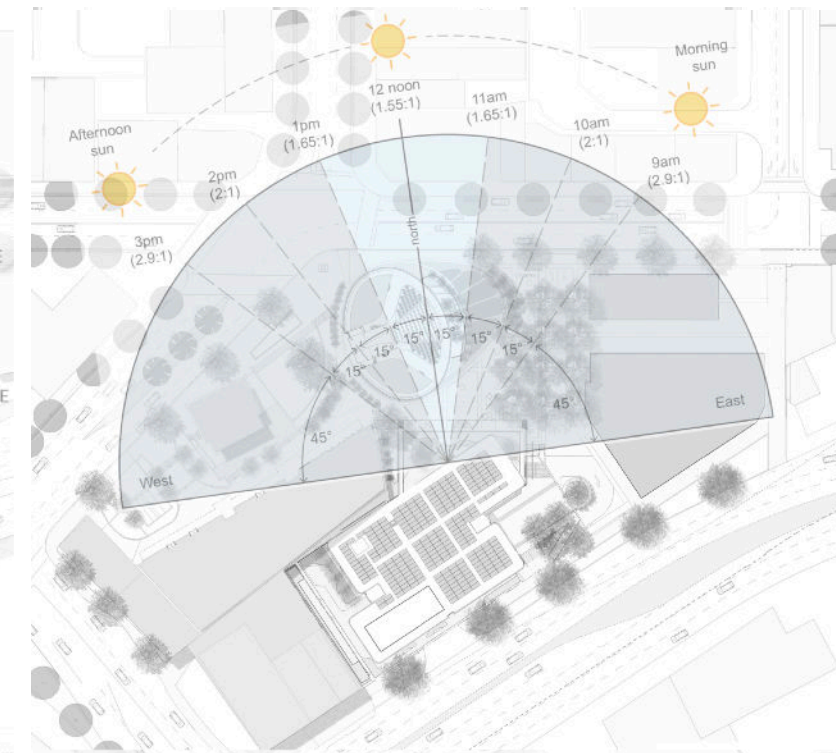 Morning
sun
12 noon
(1.55:1)
11am
(1.65:1)
1pm
(1.65:1)
10am
(2:1)
Afternoon
sun
9am
(2.9:1)
2pm
(2:1)
3pm
(2.9:1)
north
E
15°
15°
15°
15°
15°
15°
45°
45°
East
West
E